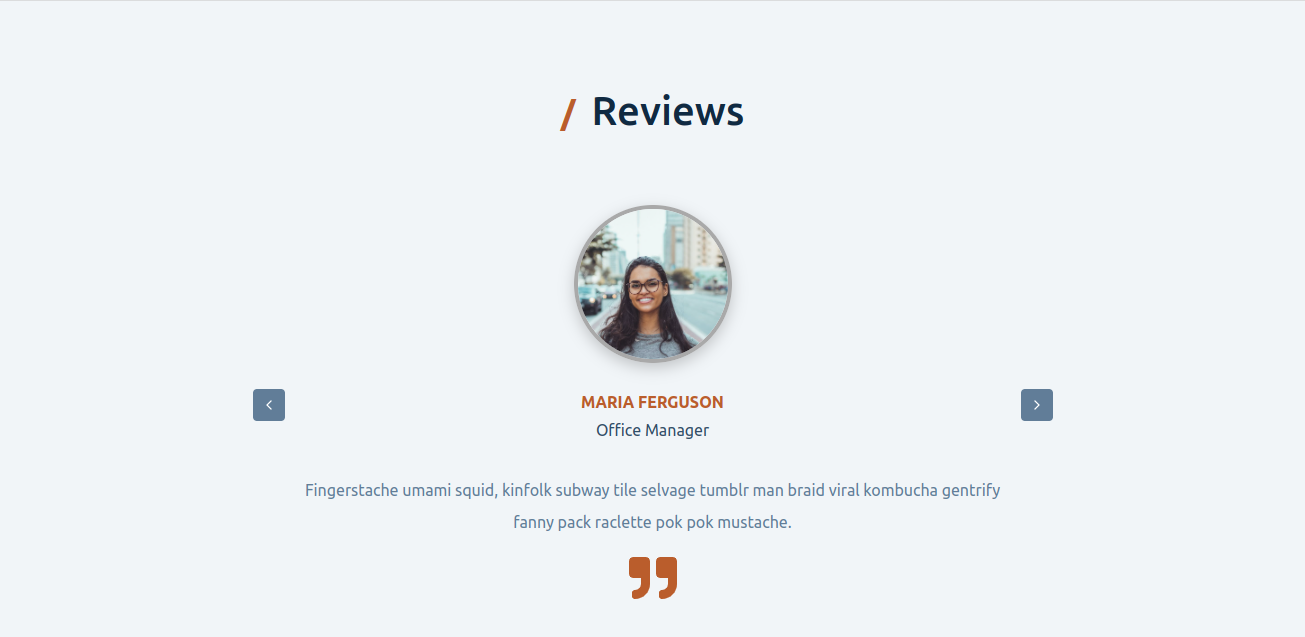 / Reviews
MARIA FERGUSON
Office Manager
Fingerstache umami squid, kinfolk subway tile selvage tumblr man braid viral kombucha gentrify
fanny pack raclette pok pok mustache.
”